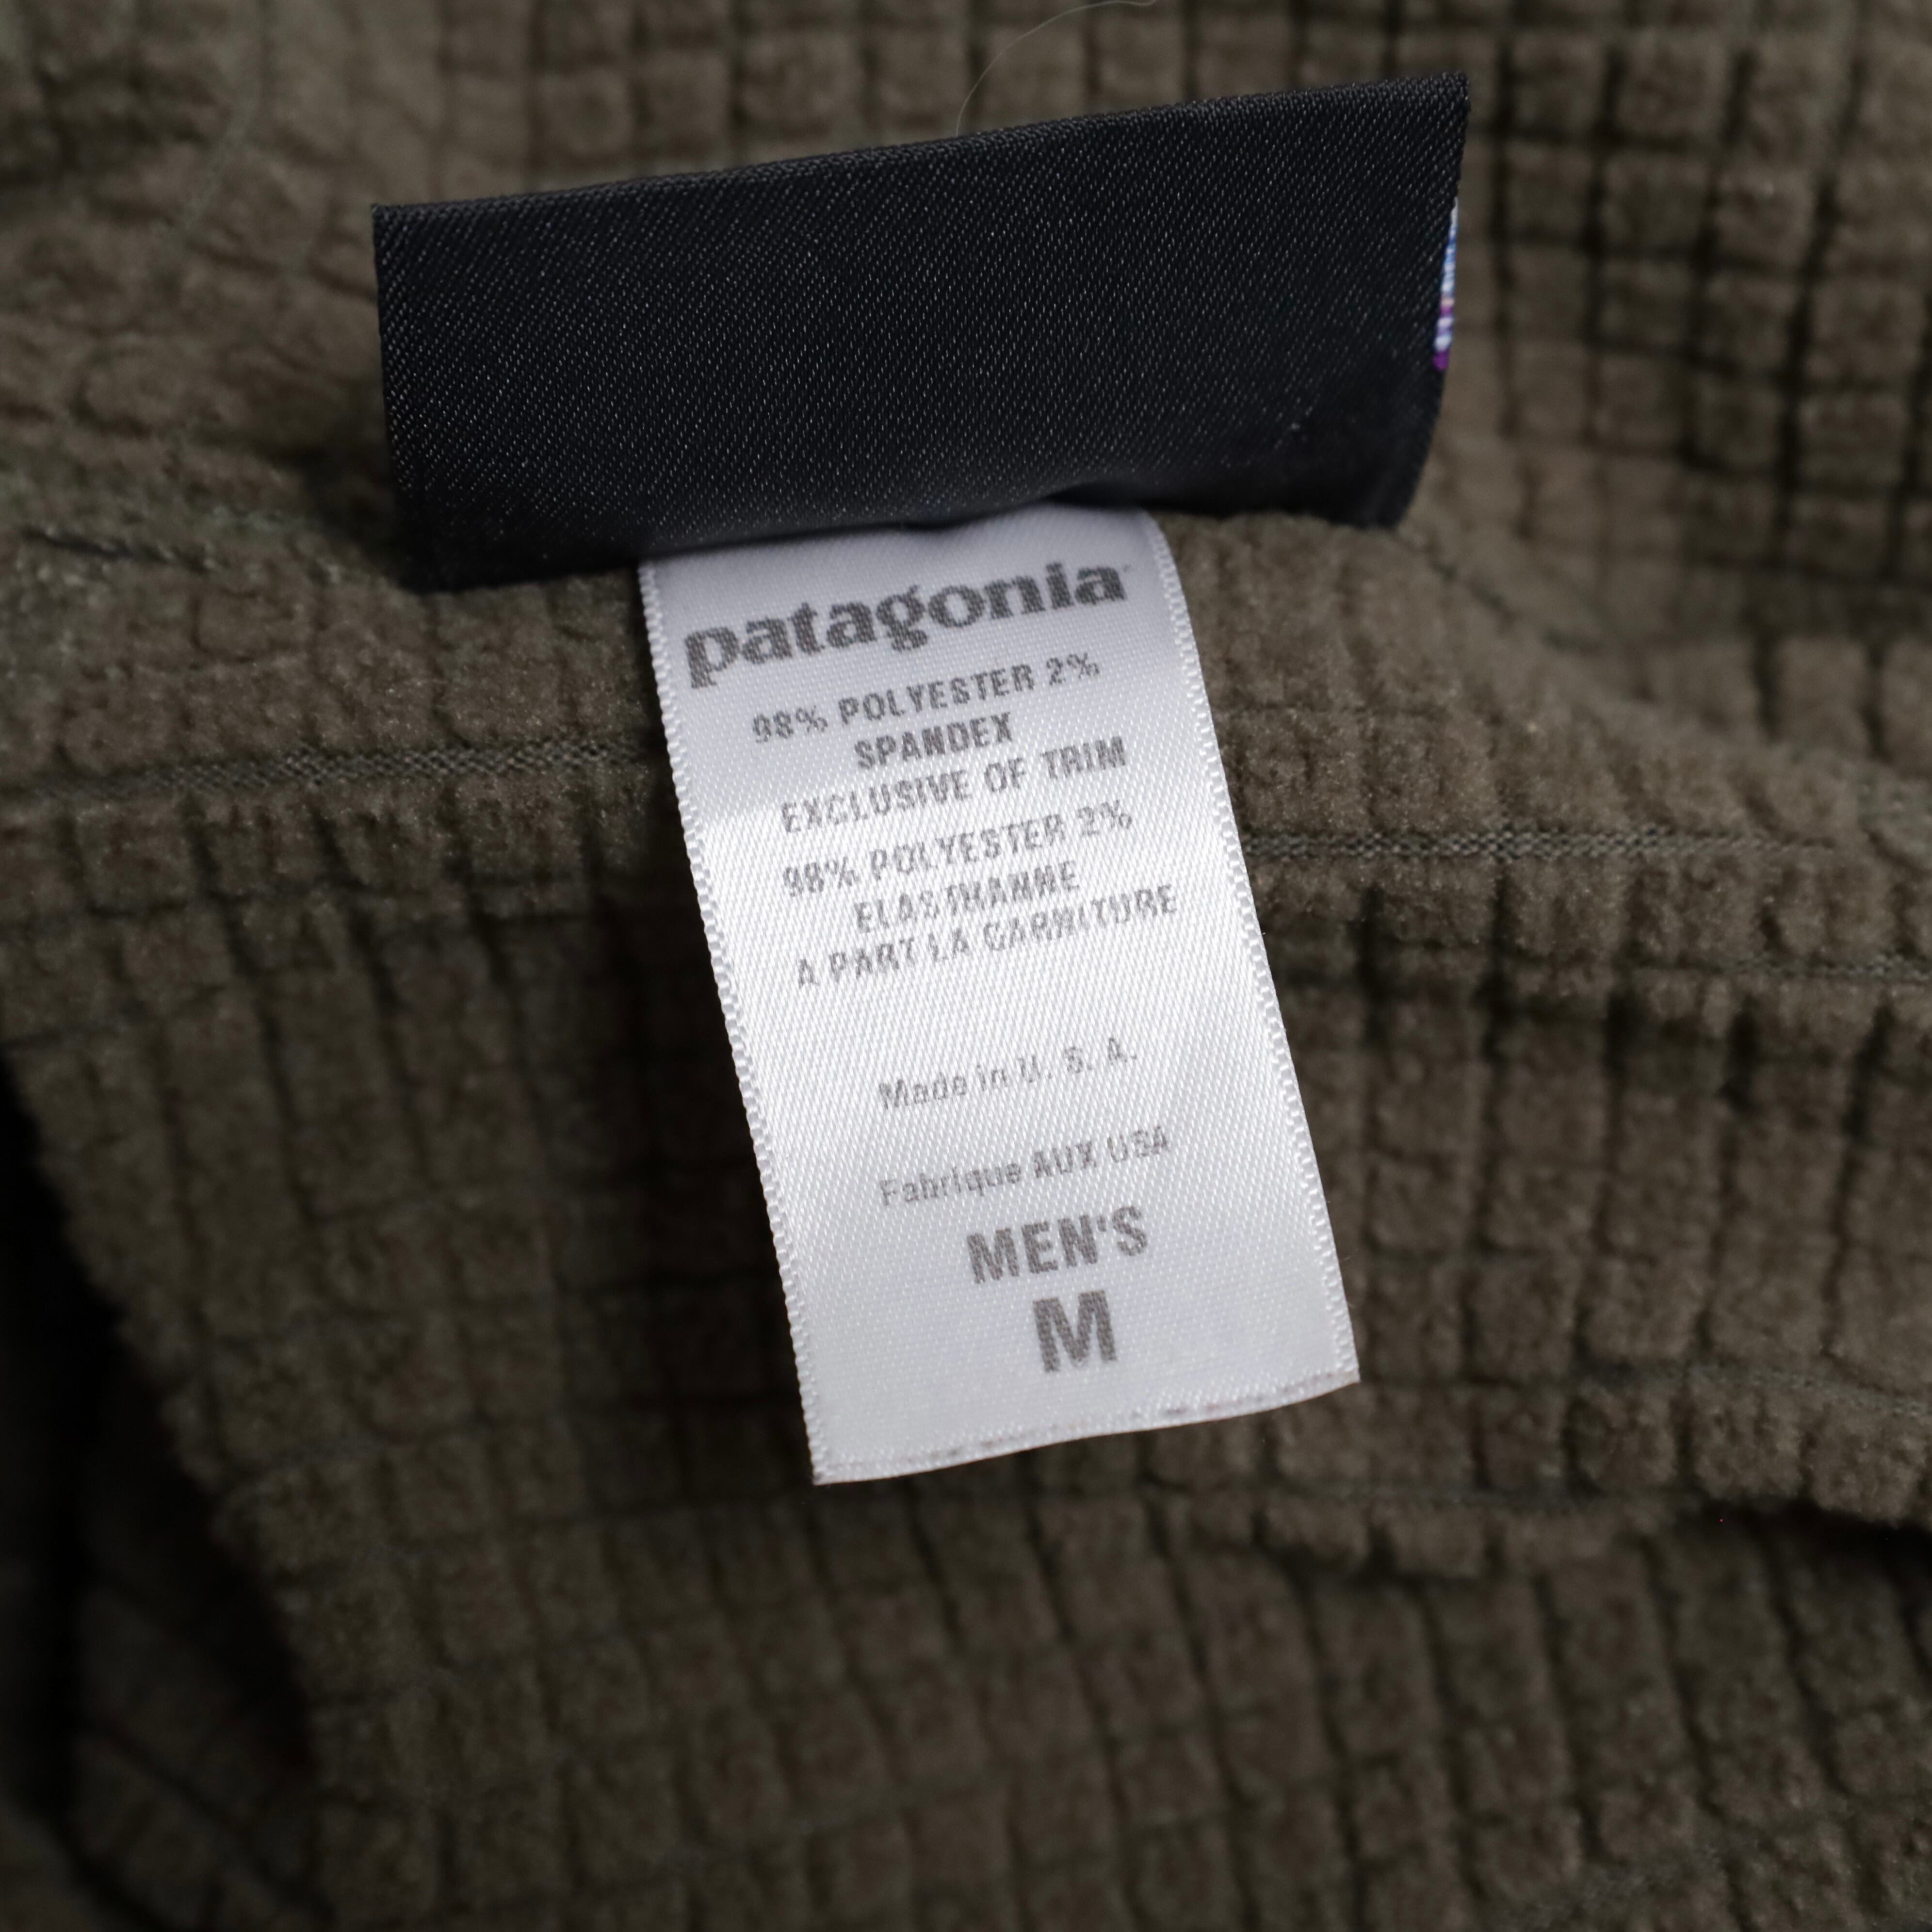 patagonia
98% POLYESTER 2%
SPANDEX
EXCLUSIVE OF TRIM
98% POLYESTER 2%
ELASTHANNE
A PART LA GARNITURE
Made in U. S. A.
Fabrique AUX USA
MEN'S
M